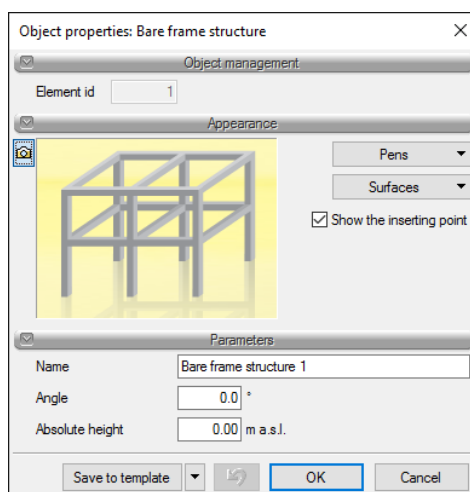 Object properties: Bare frame structure
Object management
Element id 1
Appearance
Pens
Surfaces
Show the inserting point
Parameters
Name Bare frame structure 1
Angle 0.0 °
Absolute height 0.00 m a.s.l.
Save to template OK Cancel